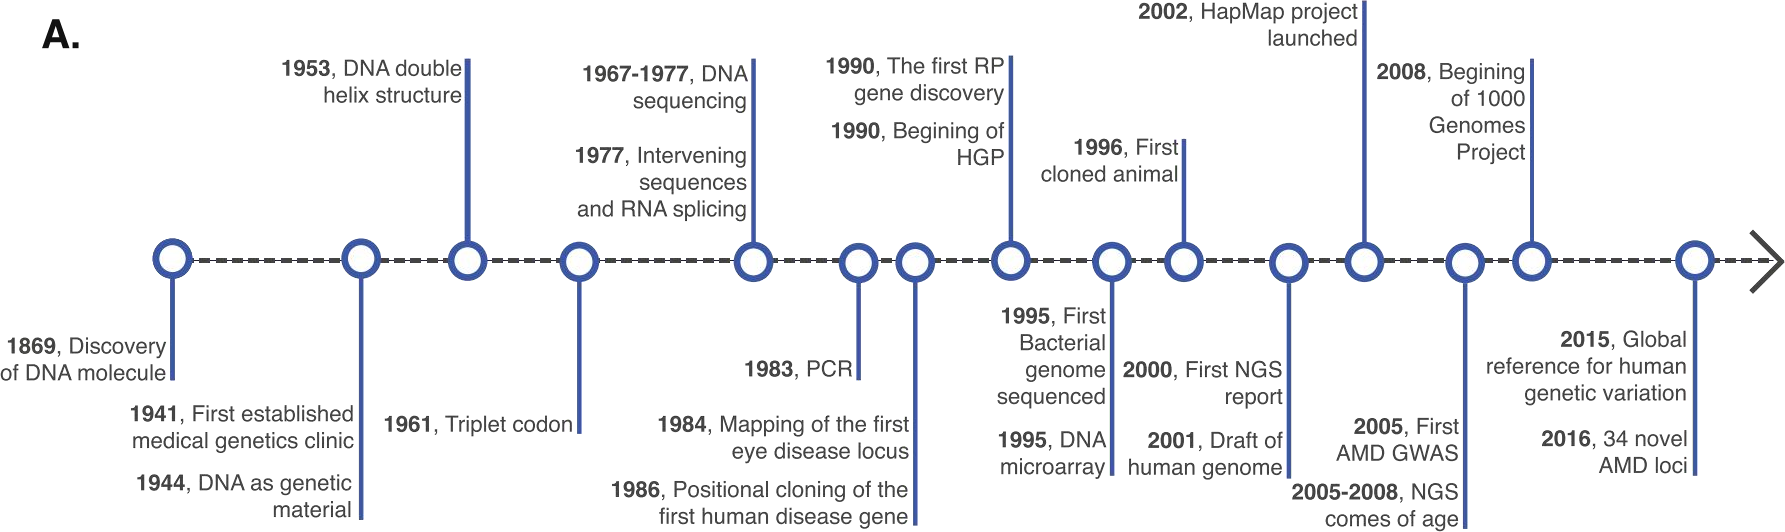 A.
1869, Discovery
of DNA molecule
1941, First established
medical genetics clinic
1944, DNA as genetic
material
1953, DNA double
helix structure
1961, Triplet codon
1967-1977, DNA
sequencing
1977, Intervening
sequences
and RNA splicing
1983, PCR
1984, Mapping of the first
eye disease locus
1986, Positional cloning of the
first human disease gene
1990, The first RP
gene discovery
1990, Begining of
HGP
1995, First
Bacterial
genome
sequenced
1995, DNA
microarray
1996, First
cloned animal
2000, First NGS
report
2001, Draft of
human genome
2002, HapMap project
launched
2005, First
AMD GWAS
2005-2008, NGS
comes of age
2008, Begining
of 1000
Genomes
Project
2015, Global
reference for human
genetic variation
2016, 34 novel
AMD loci